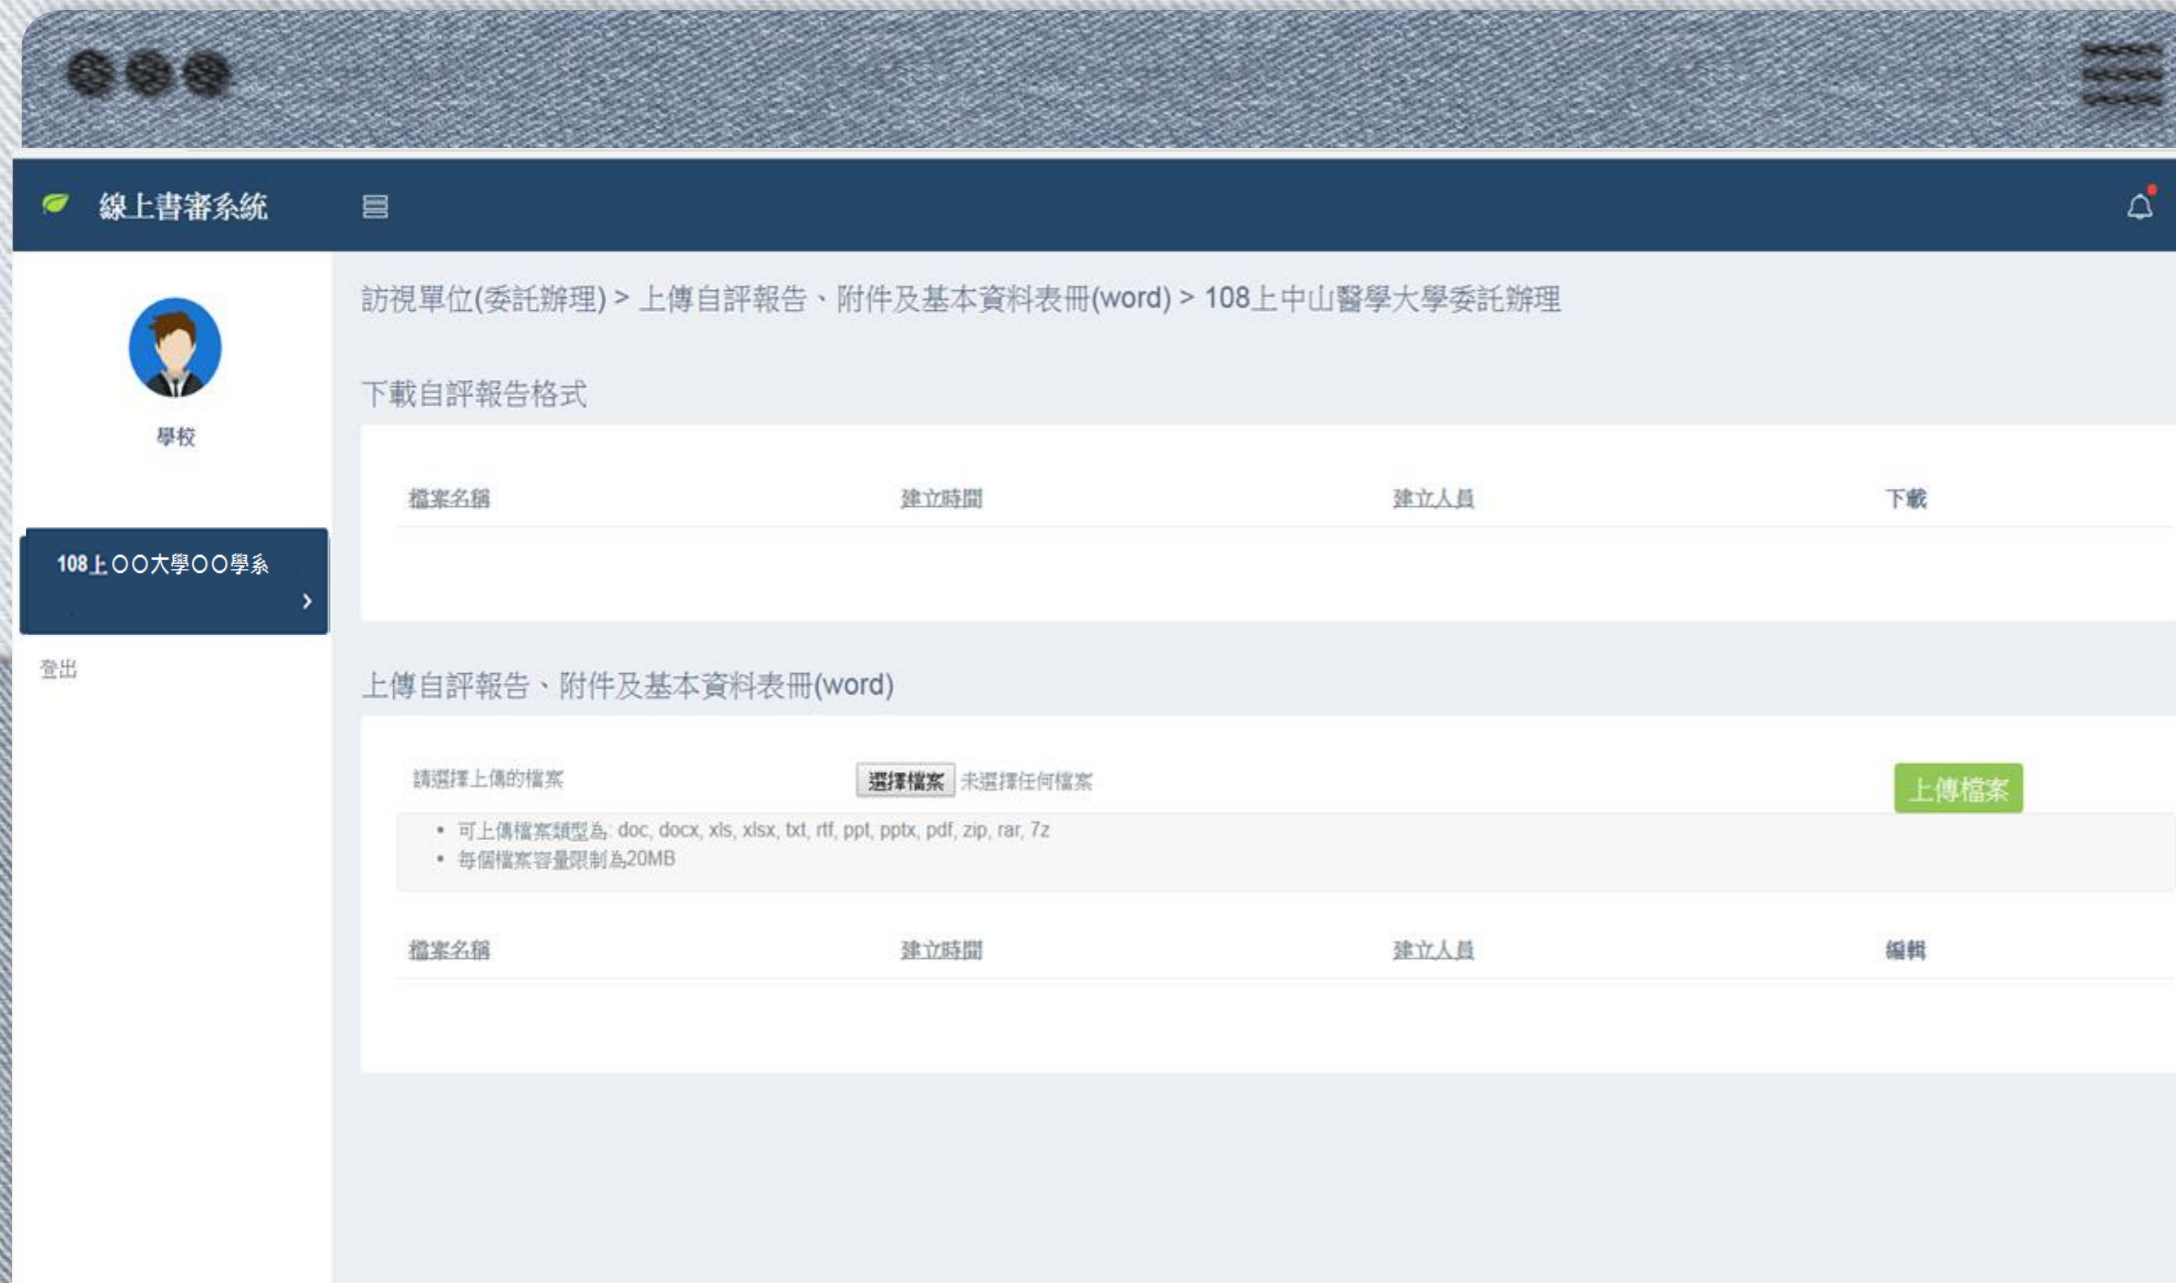 線上書審系統
訪視單位(委託辦理) > 上傳自評報告、附件及基本資料表冊(word) > 108上中山醫學大學委託辦理
學校
下載自評報告格式
檔案名稱 建立時間 建立人員 下載
108上〇〇大學〇〇學系
登出
上傳自評報告、附件及基本資料表冊(word)
請選擇上傳的檔案 選擇檔案 未選擇任何檔案 上傳檔案
• 可上傳檔案類型為: doc, docx, xls, xlsx, txt, rtf, ppt, pptx, pdf, zip, rar, 7z
• 每個檔案容量限制為20MB
檔案名稱 建立時間 建立人員 編輯